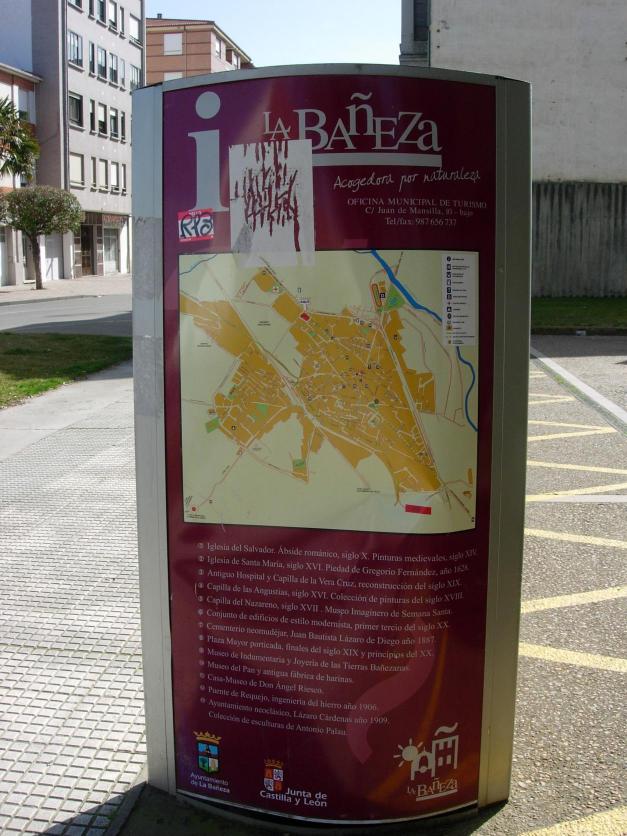 i
LA BAÑEZA
Acogedora por naturaleza
OFICINA MUNICIPAL DE TURISMO
C/ Juan de Mansilla, 10 - bajo
Tel/fax: 987 656 737
Iglesia del Salvador. Ábside románico, siglo X. Pinturas medievales, siglo XIV.
Iglesia de Santa María, siglo XVI. Piedad de Gregorio Fernández, año 1628.
Antiguo Hospital y Capilla de la Vera Cruz, reconstrucción del siglo XIX.
Capilla de las Angustias, siglo XVI. Colección de pinturas del siglo XVIII.
Capilla del Nazareno, siglo XVII. Museo Imaginero de Semana Santa.
Conjunto de edificios de estilo modernista, primer tercio del siglo XX.
Cementerio neomudéjar, Juan Bautista Lázaro de Diego año 1887.
Plaza Mayor porticada, finales del siglo XIX y principios del XX.
Museo de Indumentaria y Joyería de las Tierras Bañezanas.
Museo del Pan y antigua fábrica de harinas.
Casa-Museo de Don Ángel Riesco.
Puente de Requejo, ingeniería del hierro año 1906.
Ayuntamiento neoclásico, Lázaro Cárdenas año 1909.
Colección de esculturas de Antonio Palau.
Ayuntamiento
de La Bañeza
Junta de
Castilla y León
LA BAÑEZA